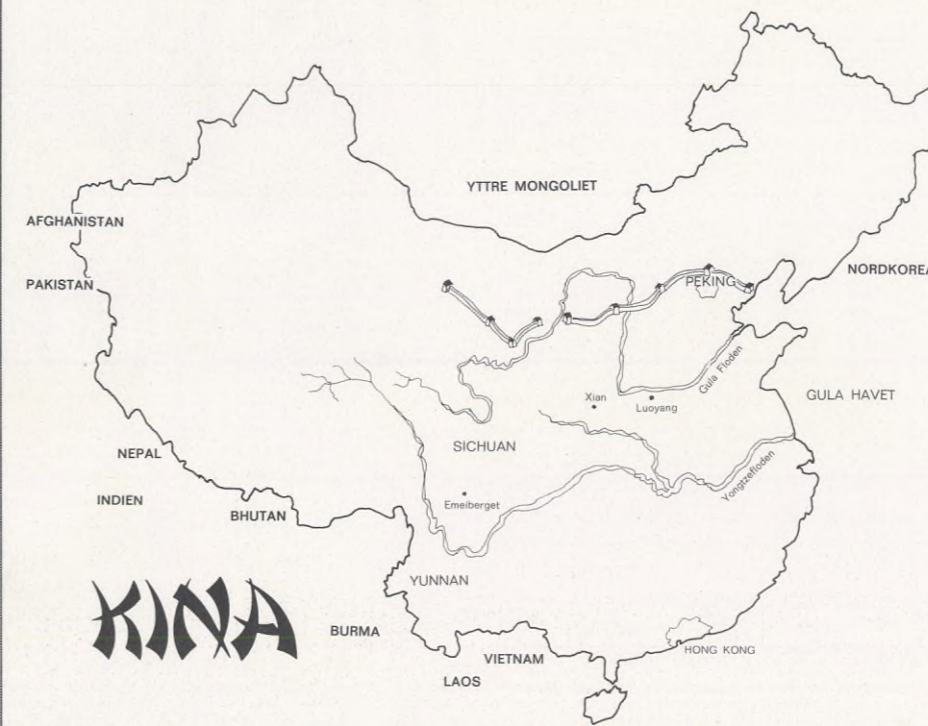 YTTRE MONGOLIET
AFGHANISTAN
PAKISTAN
NORDKOREA
PEKING
Gula Floden
GULA HAVET
Xian
Luoyang
SICHUAN
NEPAL
Yongtzefloden
INDIEN
Emeiberget
BHUTAN
YUNNAN
KINA
BURMA
HONG KONG
VIETNAM
LAOS